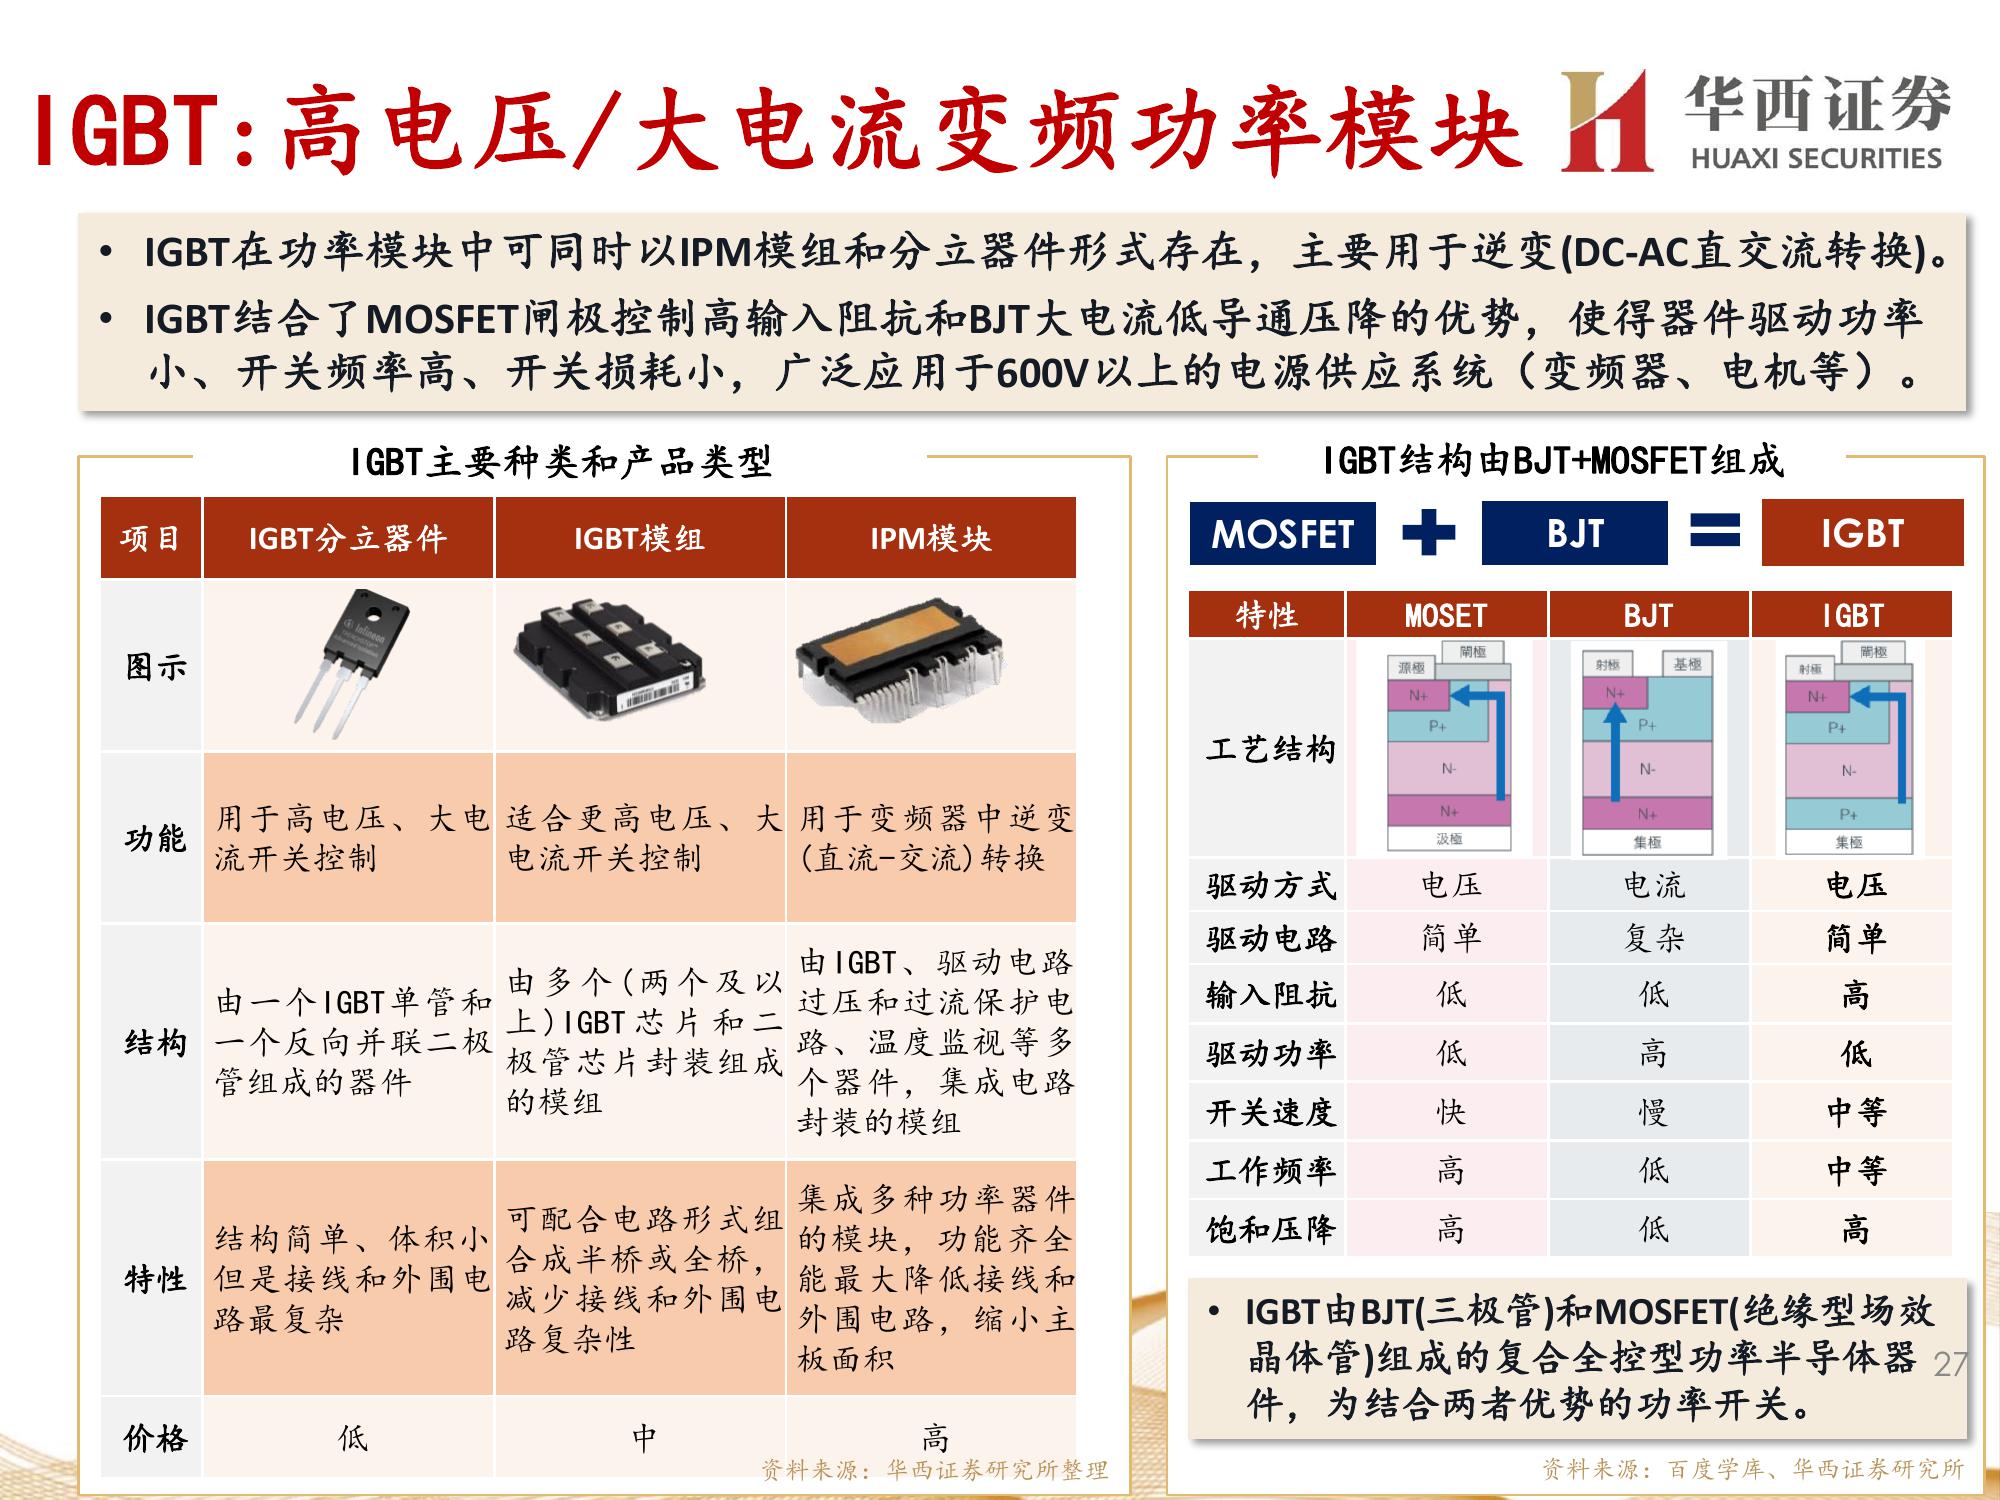 IGBT:高电压/大电流变频功率模块
华西证券
HUAXI SECURITIES
• IGBT在功率模块中可同时以IPM模组和分立器件形式存在，主要用于逆变(DC-AC直交流转换)。
• IGBT结合了MOSFET闸极控制高输入阻抗和BJT大电流低导通压降的优势，使得器件驱动功率
小、开关频率高、开关损耗小，广泛应用于600V以上的电源供应系统（变频器、电机等）。
IGBT主要种类和产品类型
项目 IGBT分立器件 IGBT模组 IPM模块
图示
Infineon
功能
用于高电压、大电
流开关控制
适合更高电压、大
电流开关控制
用于变频器中逆变
(直流-交流)转换
结构
由一个IGBT单管和
一个反向并联二极
管组成的器件
由多个(两个及以
上)IGBT芯片和二
极管芯片封装组成
的模组
由IGBT、驱动电路
过压和过流保护电
路、温度监视等多
个器件，集成电路
封装的模组
特性
结构简单、体积小
但是接线和外围电
路最复杂
可配合电路形式组
合成半桥或全桥，
减少接线和外围电
路复杂性
集成多种功率器件
的模块，功能齐全
能最大降低接线和
外围电路，缩小主
板面积
价格 低 中 高
资料来源：华西证券研究所整理
IGBT结构由BJT+MOSFET组成
MOSFET + BJT = IGBT
特性 MOSET BJT IGBT
工艺结构
源極 閘極
N+
P+
N-
N+
汲極
射極 基極
N+
P+
N-
N+
集極
射極 閘極
N+
P+
N-
P+
集極
驱动方式 电压 电流 电压
驱动电路 简单 复杂 简单
输入阻抗 低 低 高
驱动功率 低 高 低
开关速度 快 慢 中等
工作频率 高 低 中等
饱和压降 高 低 高
• IGBT由BJT(三极管)和MOSFET(绝缘型场效
晶体管)组成的复合全控型功率半导体器
件，为结合两者优势的功率开关。
27
资料来源：百度学库、华西证券研究所